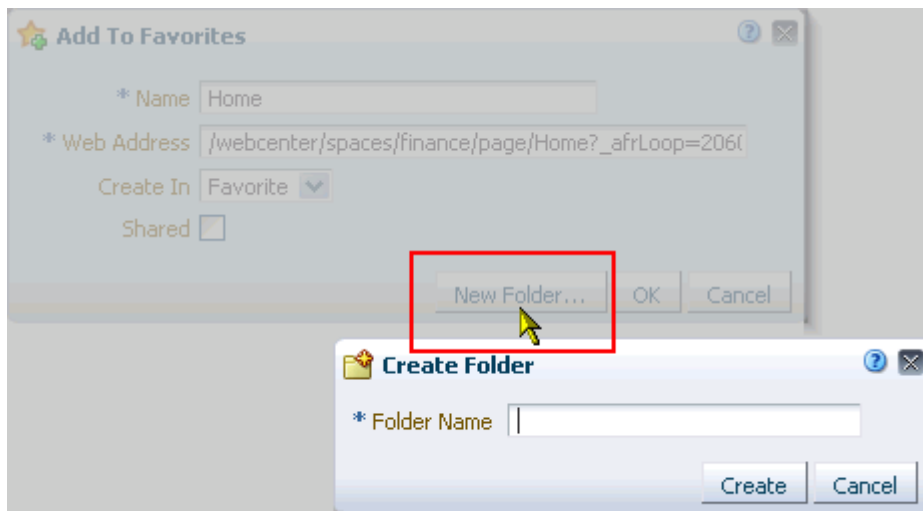 Add To Favorites
* Name Home
* Web Address /webcenter/spaces/finance/page/Home?_afrLoop=206(
Create In Favorite
Shared
New Folder... OK Cancel
Create Folder
* Folder Name
Create Cancel